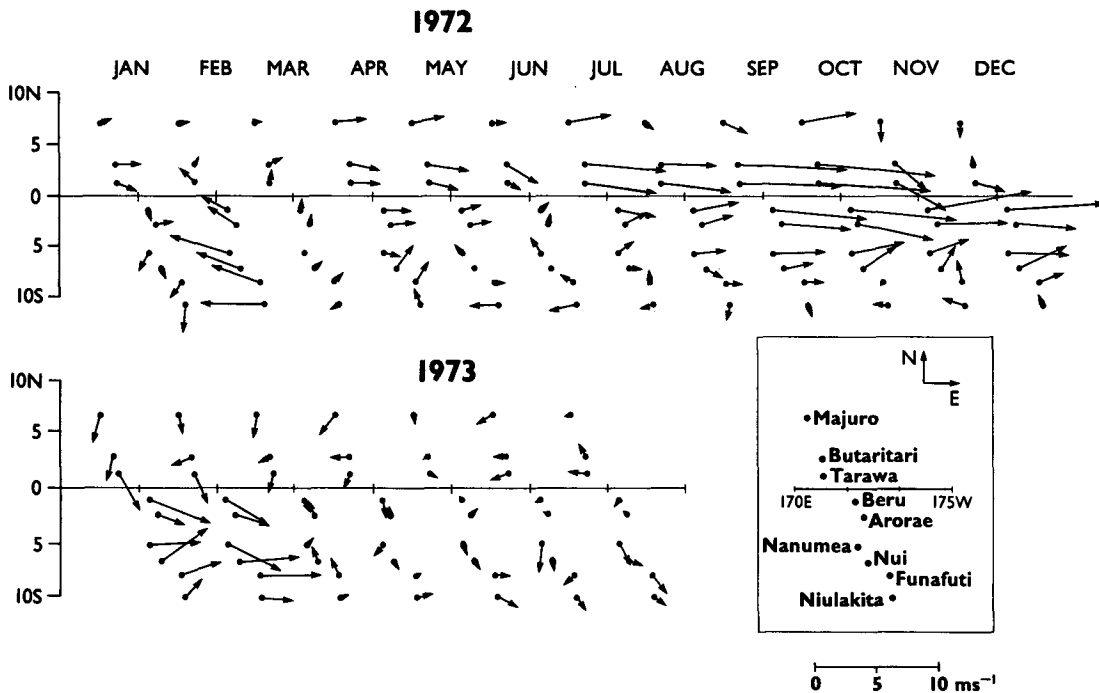 1972
JAN FEB MAR APR MAY JUN JUL AUG SEP OCT NOV DEC
10N
5
0
5
10S
1973
10N
5
0
5
10S
N
E
Majuro
Butaritari
Tarawa
170E 175W
Beru
Arorae
Nanumea
Nui
Funafuti
Niulakita
0 5 10 ms⁻¹